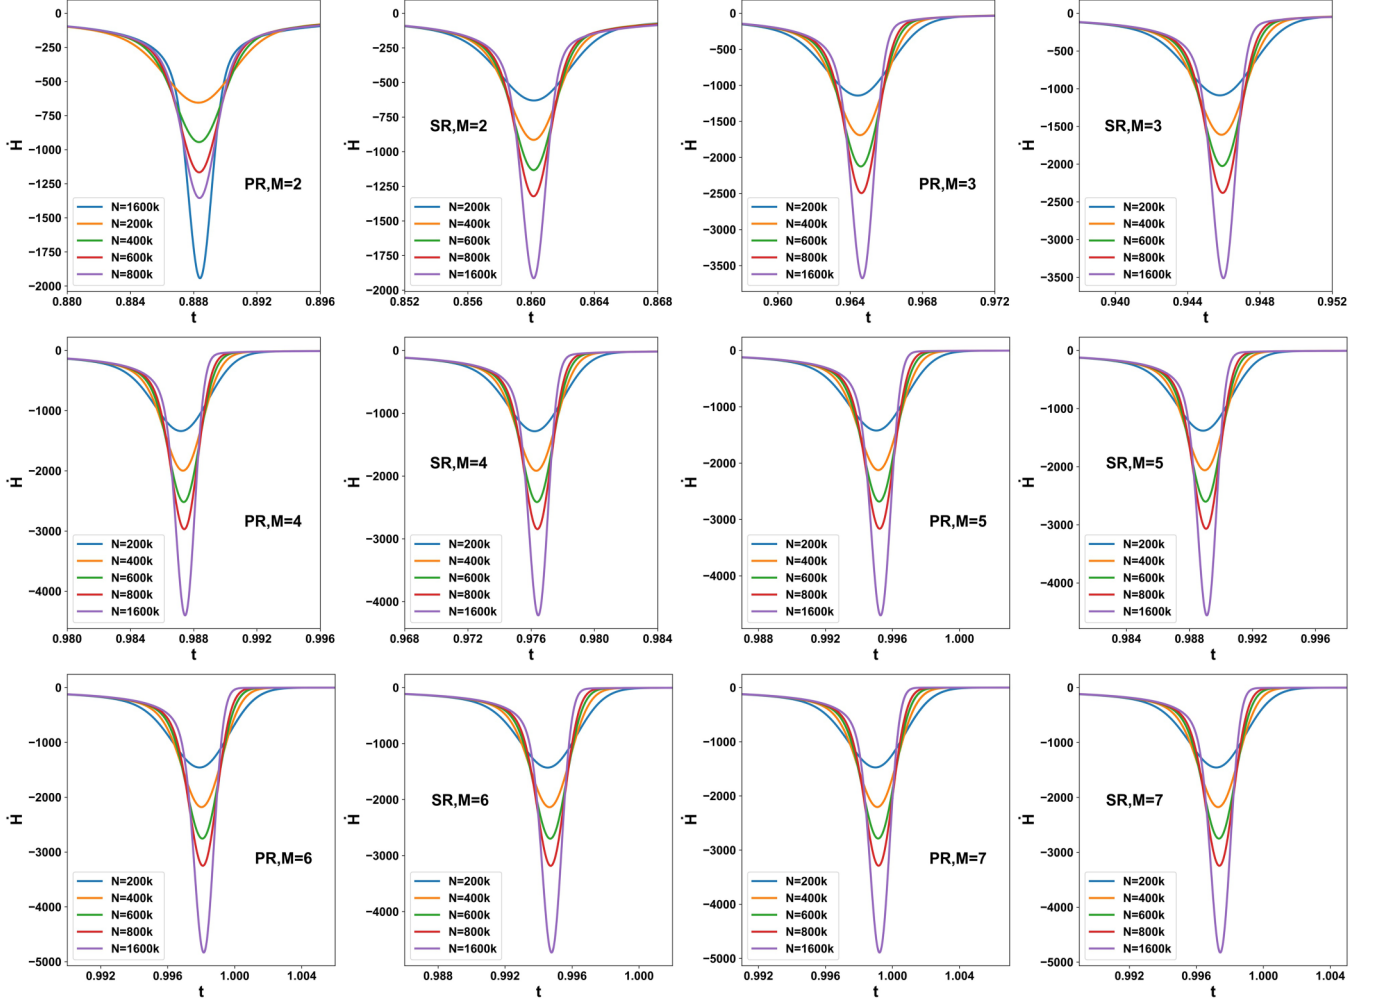 0
−250
−500
−750
−1000
−1250
−1500
−1750
−2000
Ḣ
PR,M=2
N=1600k
N=200k
N=400k
N=600k
N=800k
0.880 0.884 0.888 0.892 0.896
t
0
−250
−500
−750
−1000
−1250
−1500
−1750
−2000
Ḣ
SR,M=2
N=200k
N=400k
N=600k
N=800k
N=1600k
0.852 0.856 0.860 0.864 0.868
t
0
−500
−1000
−1500
−2000
−2500
−3000
−3500
Ḣ
PR,M=3
N=200k
N=400k
N=600k
N=800k
N=1600k
0.960 0.964 0.968 0.972
t
0
−500
−1000
−1500
−2000
−2500
−3000
−3500
Ḣ
SR,M=3
N=200k
N=400k
N=600k
N=800k
N=1600k
0.940 0.944 0.948 0.952
t
0
−1000
−2000
−3000
−4000
Ḣ
PR,M=4
N=200k
N=400k
N=600k
N=800k
N=1600k
0.980 0.984 0.988 0.992 0.996
t
0
−1000
−2000
−3000
−4000
Ḣ
SR,M=4
N=200k
N=400k
N=600k
N=800k
N=1600k
0.968 0.972 0.976 0.980 0.984
t
0
−1000
−2000
−3000
−4000
Ḣ
PR,M=5
N=200k
N=400k
N=600k
N=800k
N=1600k
0.988 0.992 0.996 1.000
t
0
−1000
−2000
−3000
−4000
Ḣ
SR,M=5
N=200k
N=400k
N=600k
N=800k
N=1600k
0.984 0.988 0.992 0.996
t
0
−1000
−2000
−3000
−4000
−5000
Ḣ
PR,M=6
N=200k
N=400k
N=600k
N=800k
N=1600k
0.992 0.996 1.000 1.004
t
0
−1000
−2000
−3000
−4000
Ḣ
SR,M=6
N=200k
N=400k
N=600k
N=800k
N=1600k
0.988 0.992 0.996 1.000
t
0
−1000
−2000
−3000
−4000
−5000
Ḣ
PR,M=7
N=200k
N=400k
N=600k
N=800k
N=1600k
0.992 0.996 1.000 1.004
t
0
−1000
−2000
−3000
−4000
−5000
Ḣ
SR,M=7
N=200k
N=400k
N=600k
N=800k
N=1600k
0.992 0.996 1.000 1.004
t